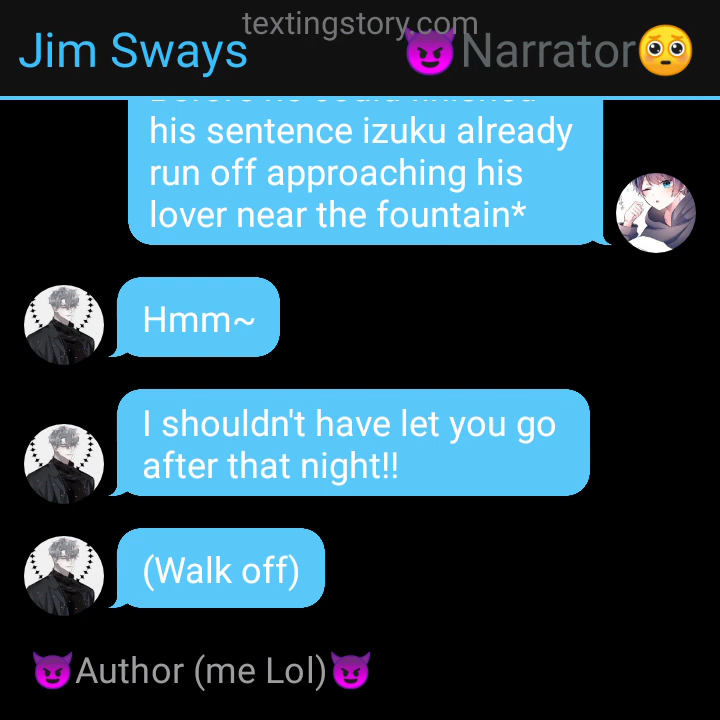 textingstory.com
Jim Sways
😈Narrator🥺
his sentence izuku already
run off approaching his
lover near the fountain*
Hmm~
I shouldn't have let you go
after that night!!
(Walk off)
😈Author (me Lol)😈